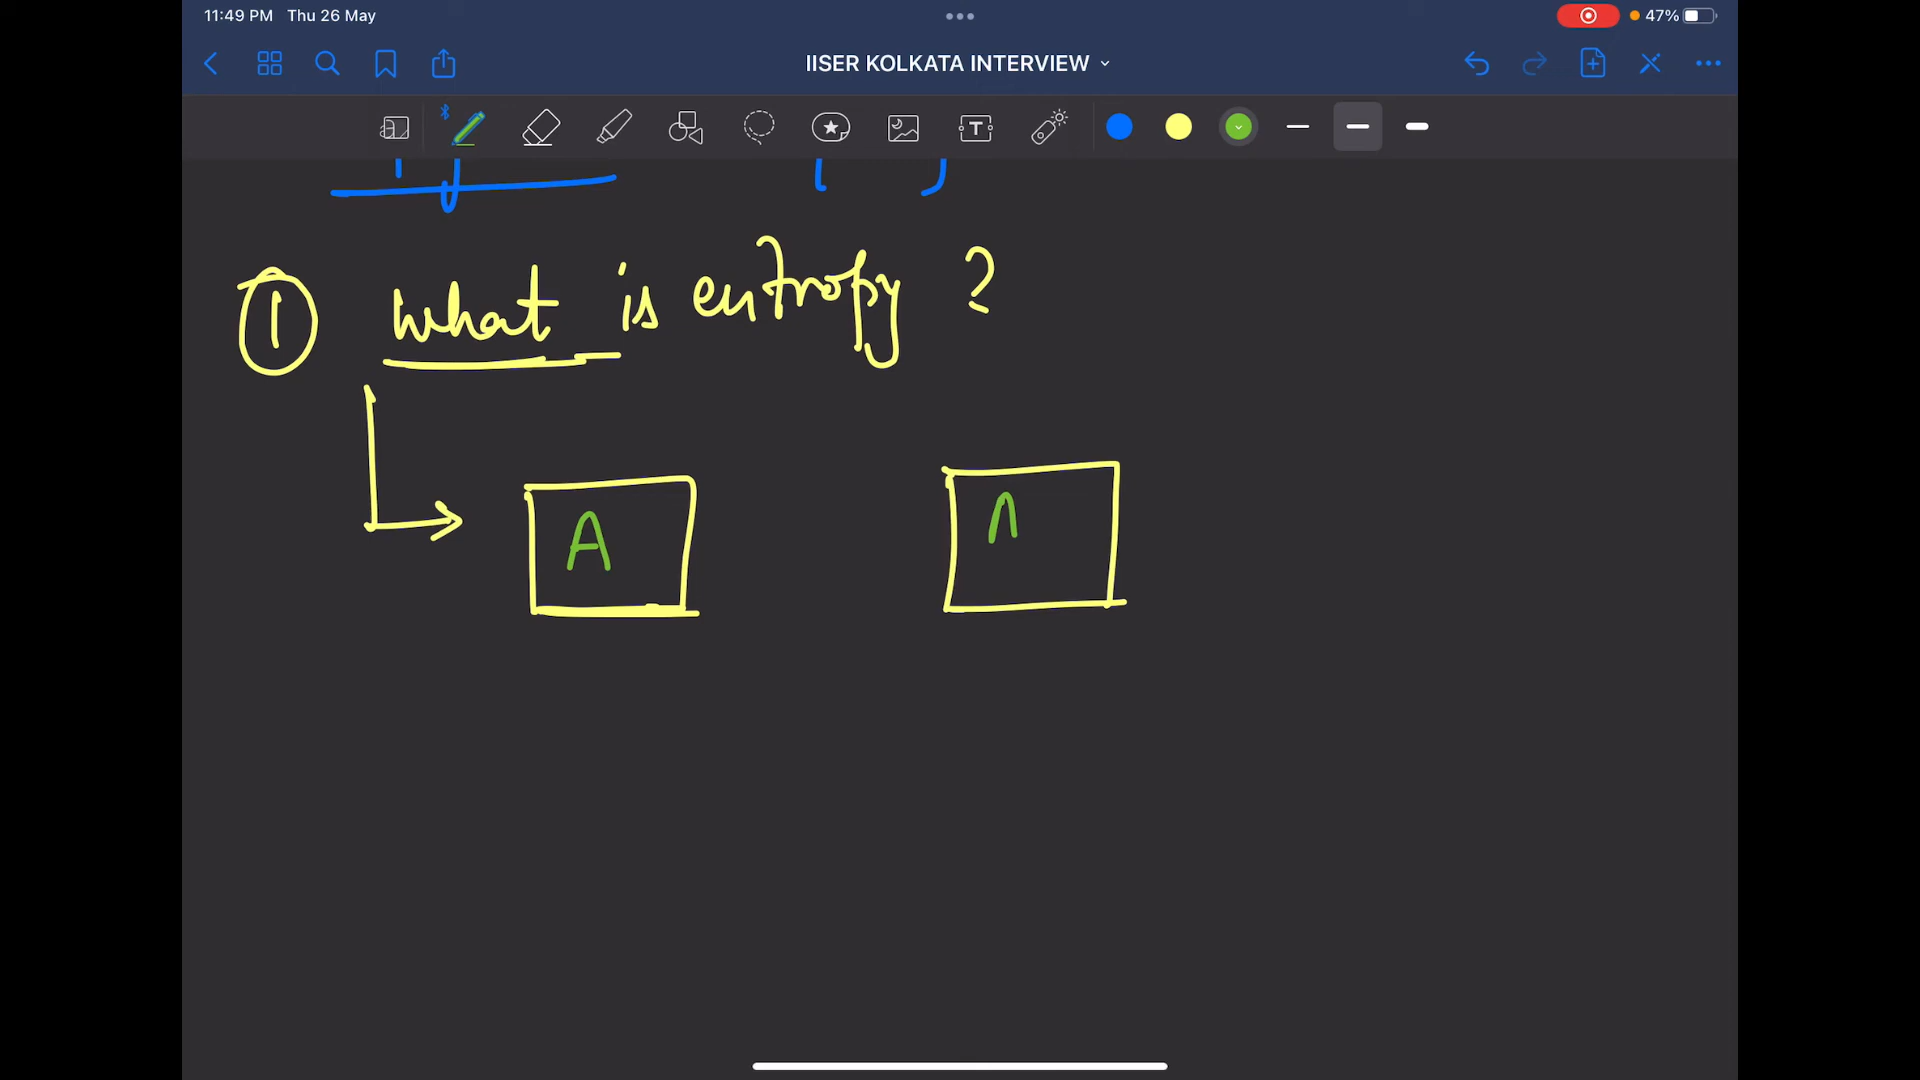 11:49 PM Thu 26 May 47%
IISER KOLKATA INTERVIEW
① What is entropy ?
A